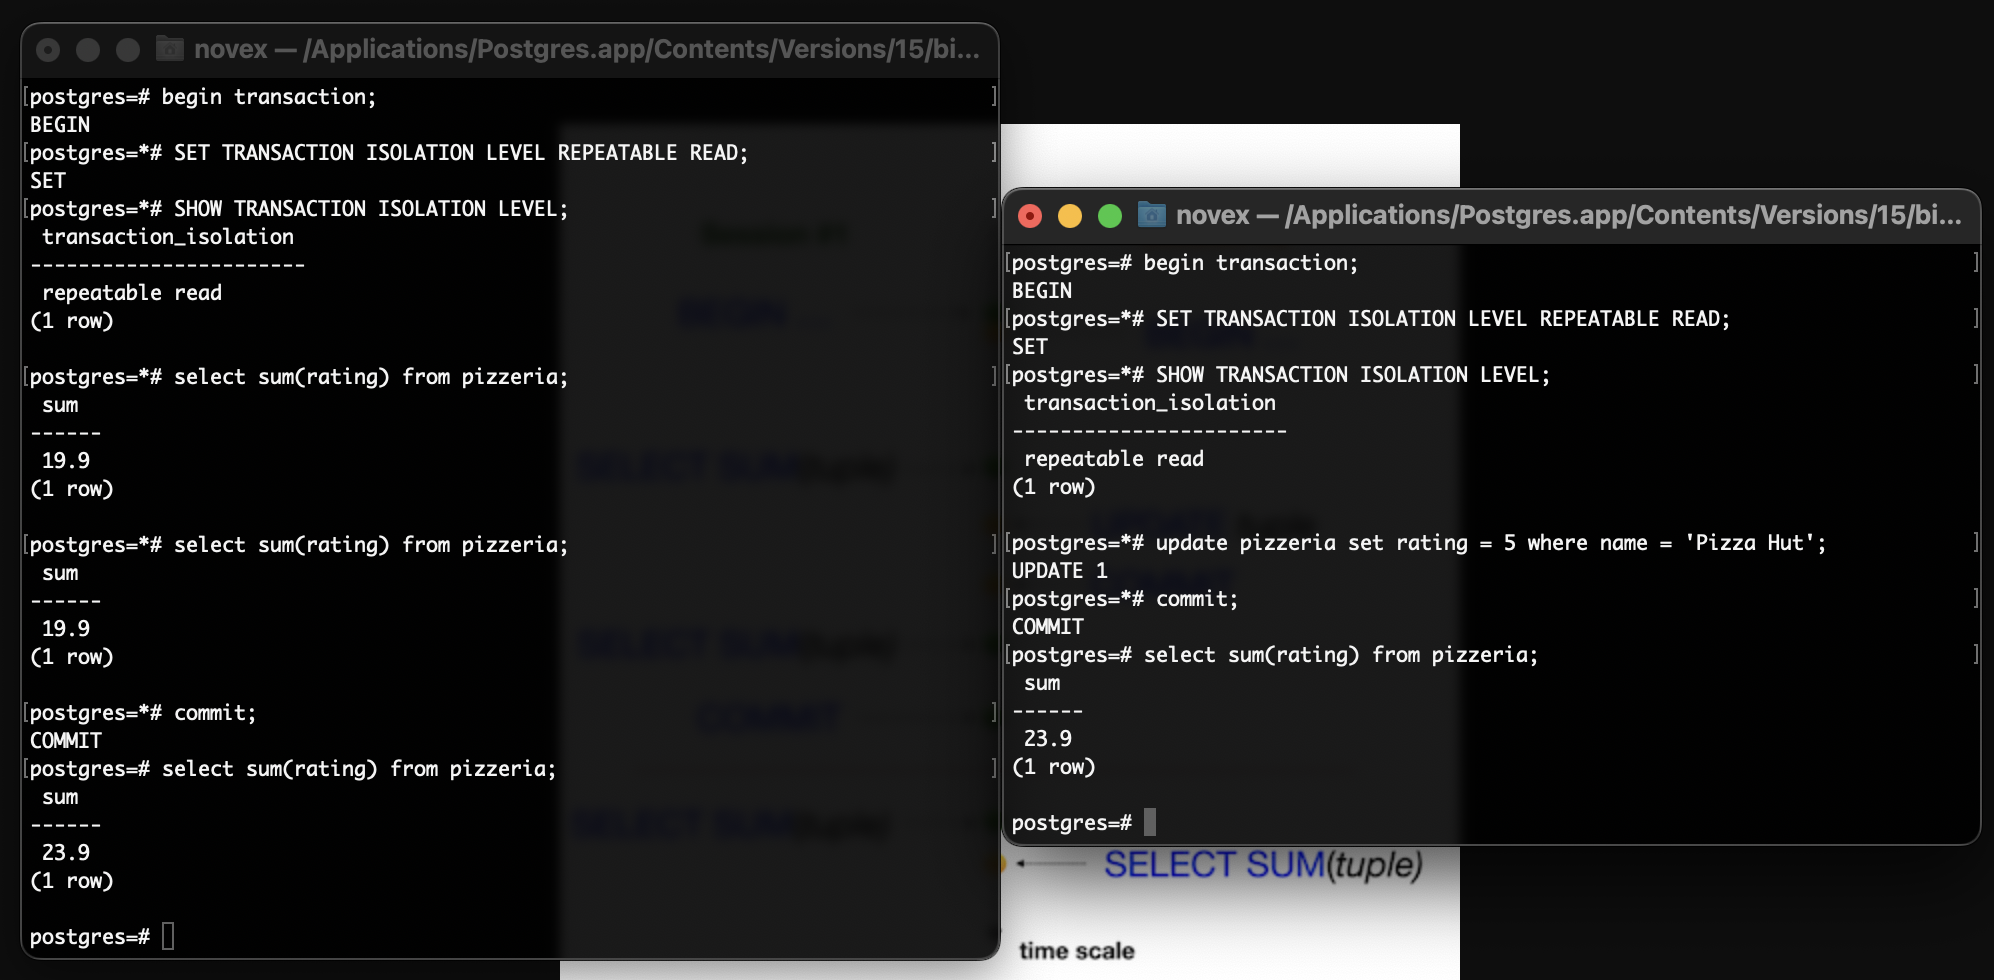 novex — /Applications/Postgres.app/Contents/Versions/15/bi...
[postgres=# begin transaction; ]
BEGIN
[postgres=*# SET TRANSACTION ISOLATION LEVEL REPEATABLE READ; ]
SET
[postgres=*# SHOW TRANSACTION ISOLATION LEVEL; ]
transaction_isolation
-----------------------
repeatable read
(1 row)
[postgres=*# select sum(rating) from pizzeria; ]
sum
------
19.9
(1 row)
[postgres=*# select sum(rating) from pizzeria; ]
sum
------
19.9
(1 row)
[postgres=*# commit; ]
COMMIT
[postgres=# select sum(rating) from pizzeria; ]
sum
------
23.9
(1 row)
postgres=#
novex — /Applications/Postgres.app/Contents/Versions/15/bi...
[postgres=# begin transaction; ]
BEGIN
[postgres=*# SET TRANSACTION ISOLATION LEVEL REPEATABLE READ; ]
SET
[postgres=*# SHOW TRANSACTION ISOLATION LEVEL; ]
transaction_isolation
-----------------------
repeatable read
(1 row)
[postgres=*# update pizzeria set rating = 5 where name = 'Pizza Hut'; ]
UPDATE 1
[postgres=*# commit; ]
COMMIT
[postgres=# select sum(rating) from pizzeria; ]
sum
------
23.9
(1 row)
postgres=#
SELECT SUM(tuple)
time scale